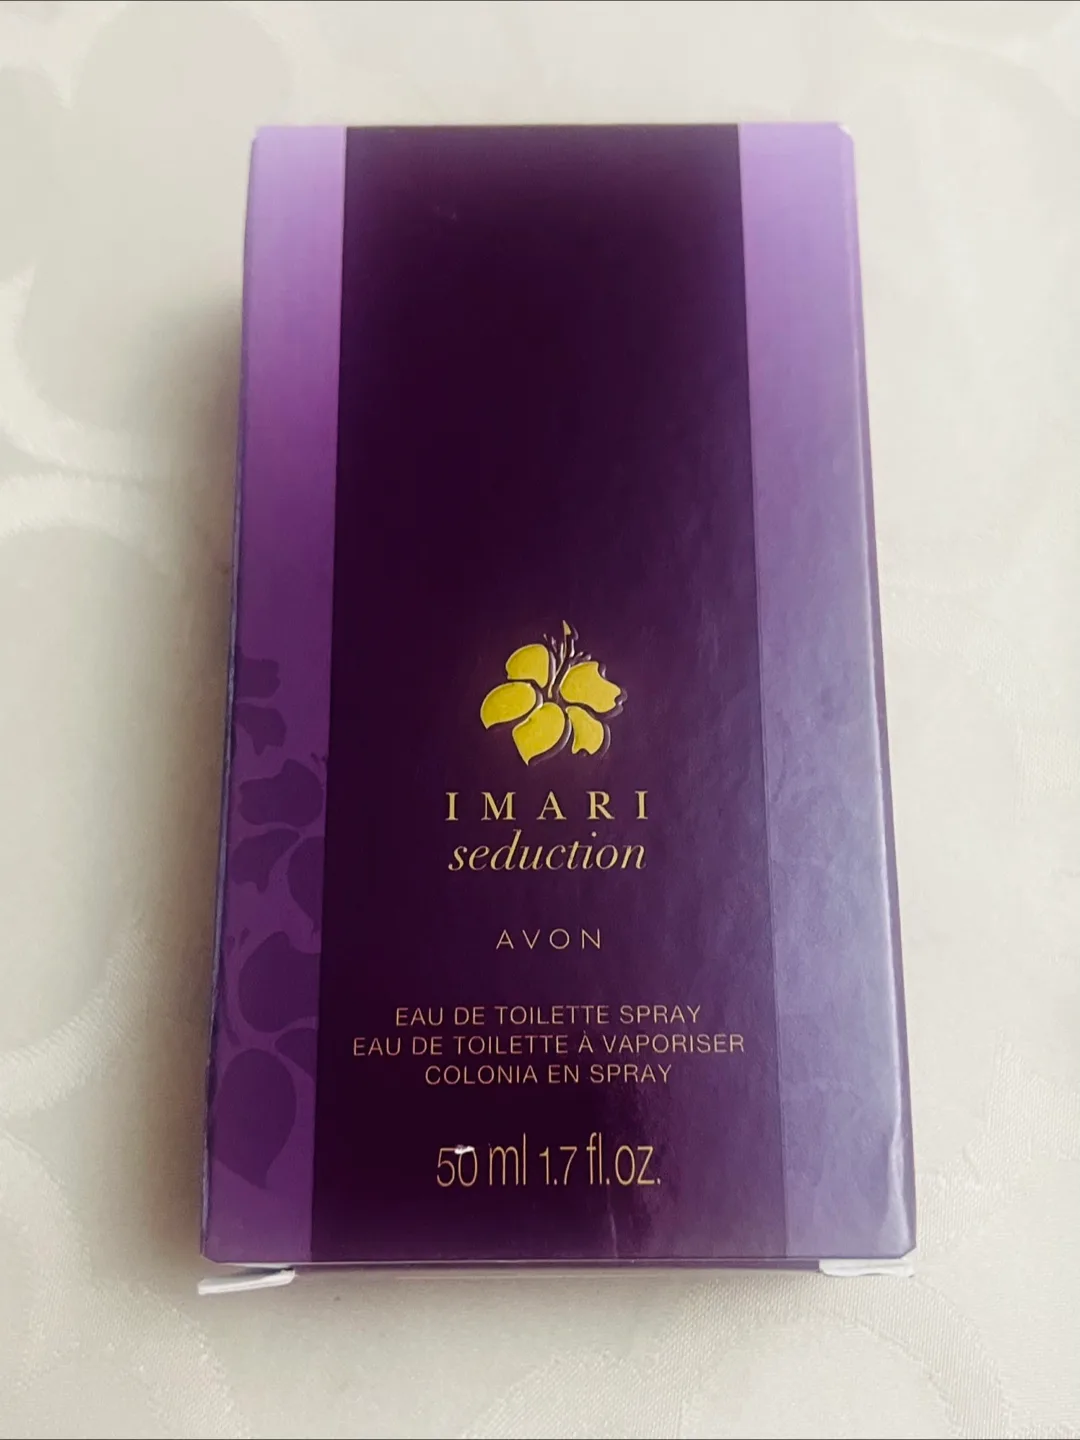 IMARI
seduction
AVON
EAU DE TOILETTE SPRAY
EAU DE TOILETTE À VAPORISER
COLONIA EN SPRAY
50 ml 1.7 fl.oz.